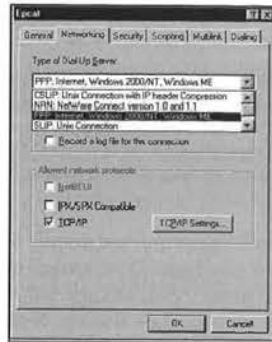 Epcal
General Networking Security Scripting Multilink Dialing
Type of Dial-Up Server:
PPP: Internet, Windows 2000/NT, Windows ME
CSLIP: Unix Connection with IP header Compression
NRN: NetWare Connect version 1.0 and 1.1
PPP: Internet, Windows 2000/NT, Windows ME
SLIP: Unix Connection
Record a log file for this connection
Allowed network protocols:
NetBEUI
IPX/SPX Compatible
TCP/IP TCP/IP Settings...
OK Cancel